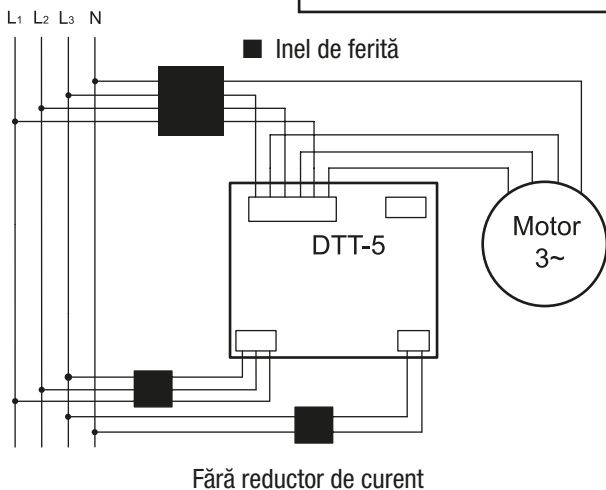 L1 L2 L3 N
Inel de ferită
DTT-5
Motor
3~
Fără reductor de curent